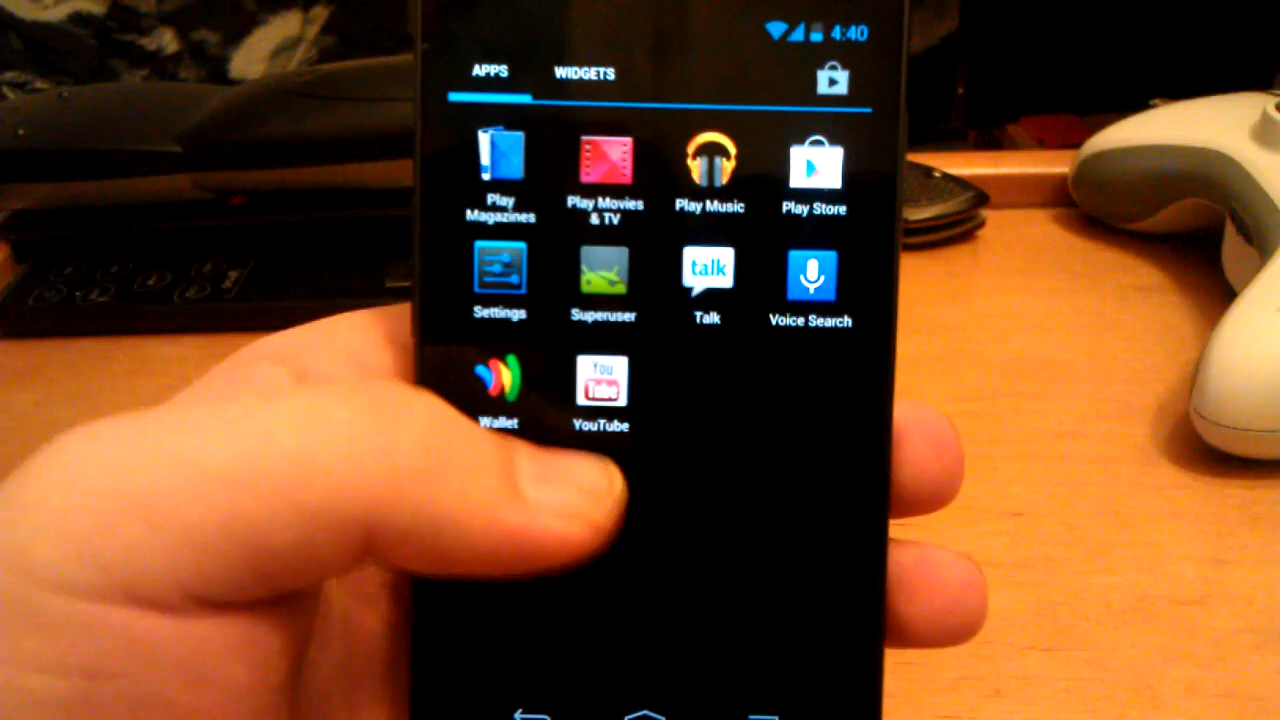 4:40
APPS WIDGETS
Play
Magazines
Play Movies
& TV
Play Music
Play Store
Settings
Superuser
talk
Talk
Voice Search
Wallet
You
Tube
YouTube